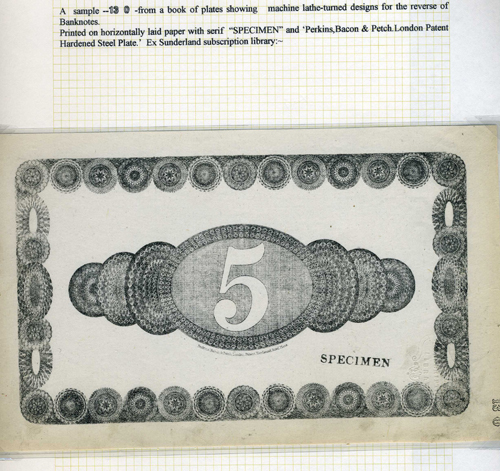 A sample --13 0 -from a book of plates showing machine lathe-turned designs for the reverse of
Banknotes.
Printed on horizontally laid paper with serif "SPECIMEN" and 'Perkins,Bacon & Petch.London Patent
Hardened Steel Plate.' Ex Sunderland subscription library:~
5
SPECIMEN